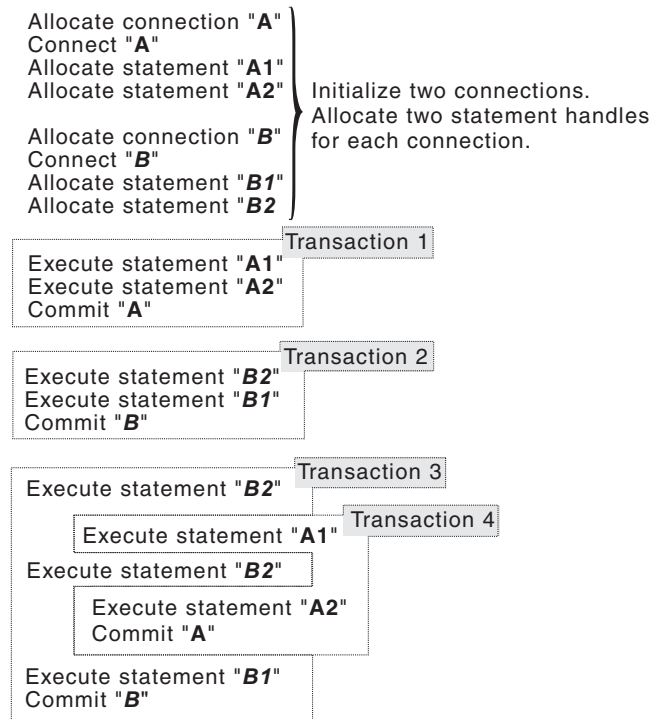 Allocate connection "A"
Connect "A"
Allocate statement "A1"
Allocate statement "A2"
Initialize two connections.
Allocate two statement handles
for each connection.
Allocate connection "B"
Connect "B"
Allocate statement "B1"
Allocate statement "B2
Transaction 1
Execute statement "A1"
Execute statement "A2"
Commit "A"
Transaction 2
Execute statement "B2"
Execute statement "B1"
Commit "B"
Transaction 3
Execute statement "B2"
Transaction 4
Execute statement "A1"
Execute statement "B2"
Execute statement "A2"
Commit "A"
Execute statement "B1"
Commit "B"